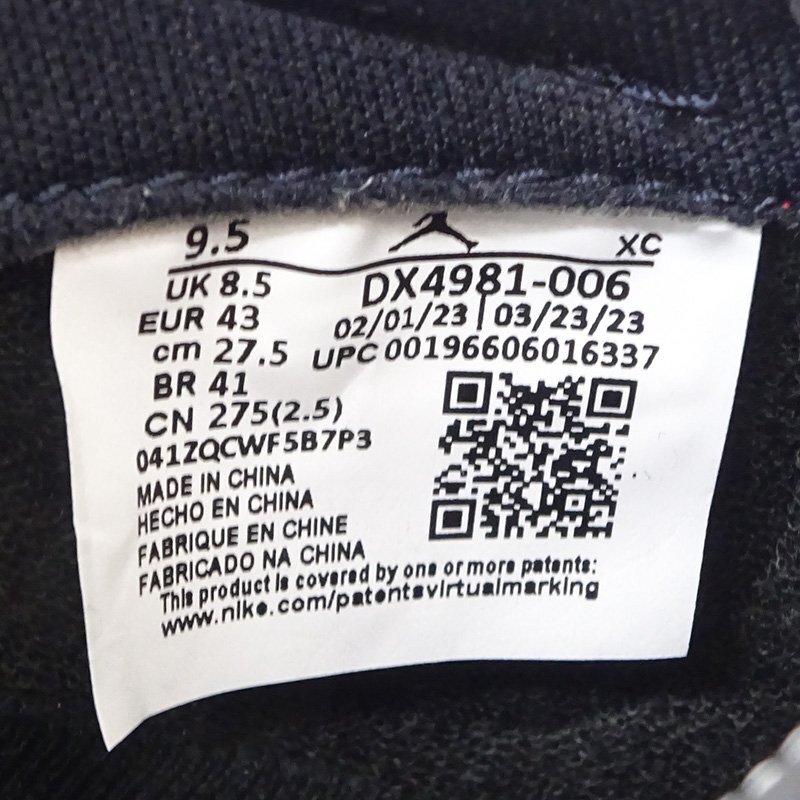 9.5
XC
UK 8.5
DX4981-006
EUR 43
02/01/23 | 03/23/23
cm 27.5
UPC 00196606016337
BR 41
CN 275(2.5)
041ZQCWF5B7P3
MADE IN CHINA
HECHO EN CHINA
FABRIQUE EN CHINE
FABRICADO NA CHINA
This product is covered by one or more patents:
www.nike.com/patentsvirtualmarking